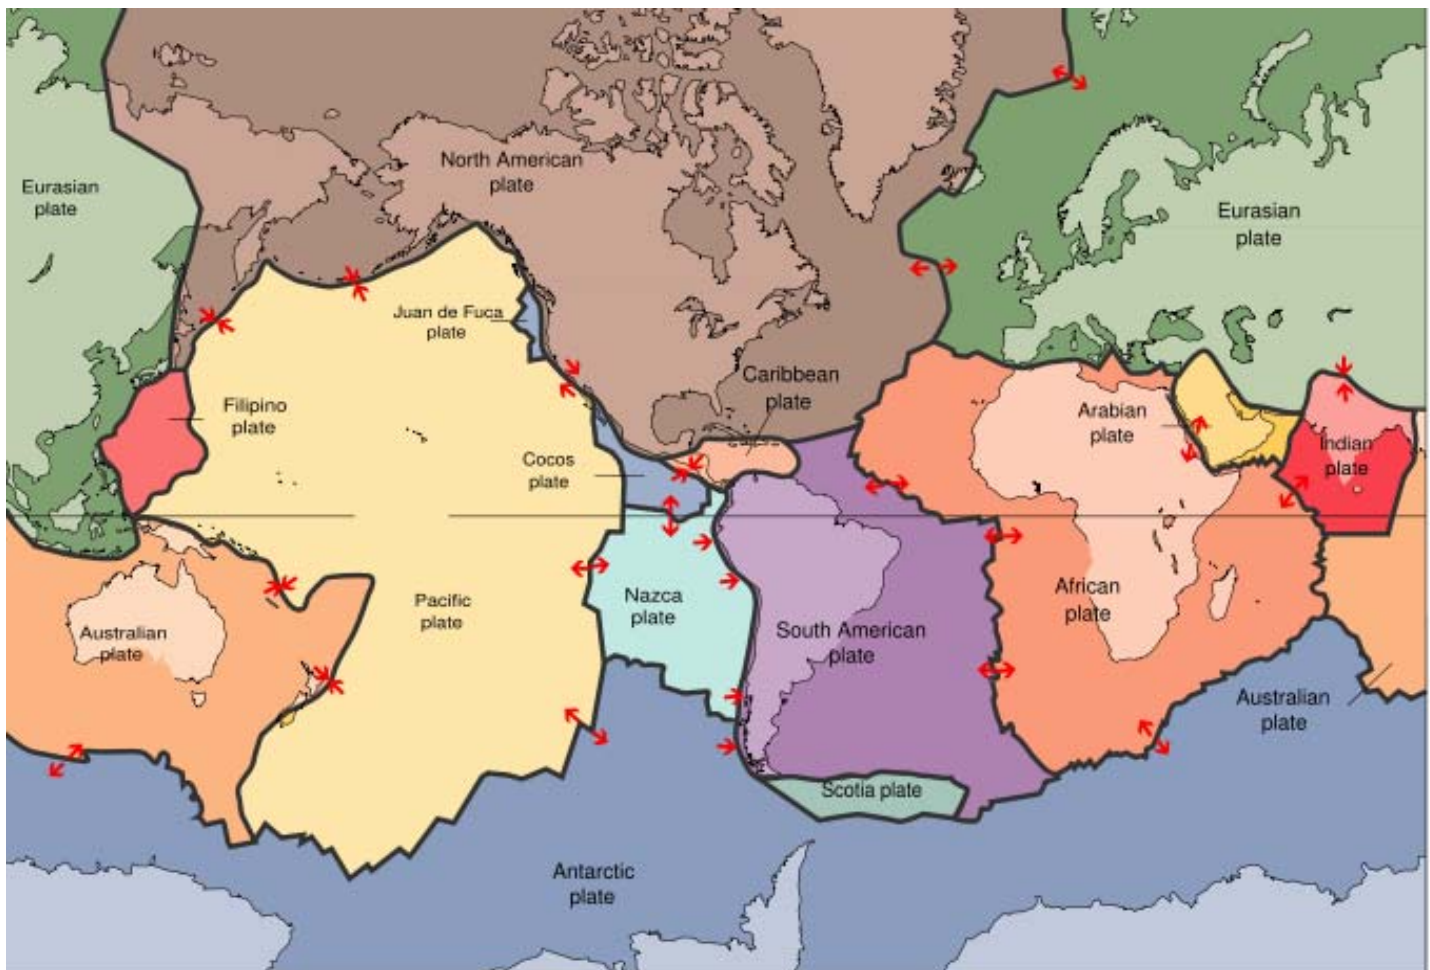 North American
plate
Eurasian
plate
Eurasian
plate
Juan de Fuca
plate
Caribbean
plate
Filipino
plate
Arabian
plate
Indian
plate
Cocos
plate
Pacific
plate
Nazca
plate
African
plate
Australian
plate
South American
plate
Australian
plate
Scotia plate
Antarctic
plate